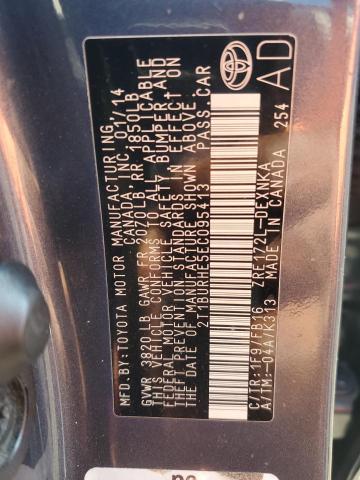 MFD.BY:TOYOTA MOTOR MANUFACTURING,
CANADA, INC. 01/14
GVWR 3820LB GAWR FR 2020LB RR 1850LB
THIS VEHICLE CONFORMS TO ALL APPLICABLE
FEDERAL MOTOR VEHICLE SAFETY, BUMPER AND
THEFT PREVENTION STANDARDS IN EFFECT ON
THE DATE OF MANUFACTURE SHOWN ABOVE.
2T1BURHE5EC095413 PASS.CAR
C/TR:1F9/FB16 ZRE172L-DEXNKA
A/TM:-04A/K313 MADE IN CANADA 254
AD